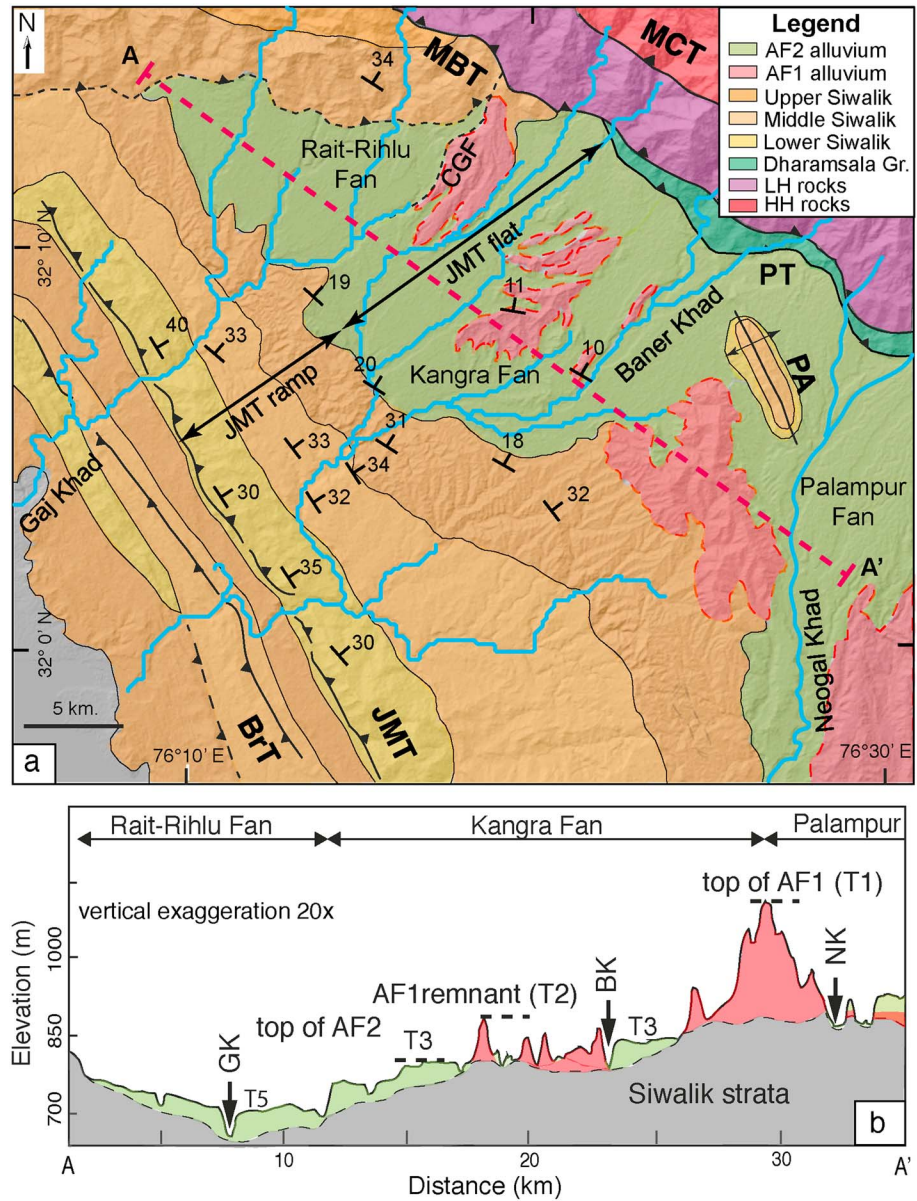 N
A
34
MBT
MCT
Legend
AF2 alluvium
AF1 alluvium
Upper Siwalik
Middle Siwalik
Lower Siwalik
Dharamsala Gr.
LH rocks
HH rocks
Rait-Rihlu
Fan
CGF
32° 10' N
JMT flat
PT
19
11
40
33
20
10
Baner Khad
PA
Kangra Fan
JMT ramp
33
31
34
18
30
32
32
Palampur
Fan
Gaj Khad
A'
35
32° 0' N
30
Neogal Khad
5 km.
BrT
JMT
76°10' E
76°30' E
a
Rait-Rihlu Fan
Kangra Fan
Palampur
top of AF1 (T1)
vertical exaggeration 20x
Elevation (m)
1000
850
700
NK
BK
AF1remnant (T2)
top of AF2
T3
T3
GK
T5
Siwalik strata
b
A
10
20
30
A'
Distance (km)